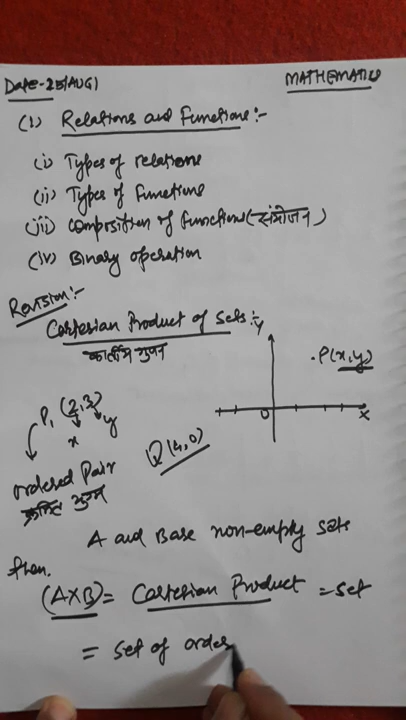 Date-25(AUG) MATHEMATICS
(1) Relations and Functions:-
(i) Types of relations
(ii) Types of functions
(iii) Composition of functions (संयोजन)
(iv) Binary operation
Revision:-
Cartesian Product of Sets:-
कार्तीय गुणन
y
.P(x,y)
O X
P, (2,3)
x y
Q(4,0)
ordered Pair
क्रमित युग्म
A and B are non-empty sets
then.
(AXB) = Cartesian Product = set
= set of order